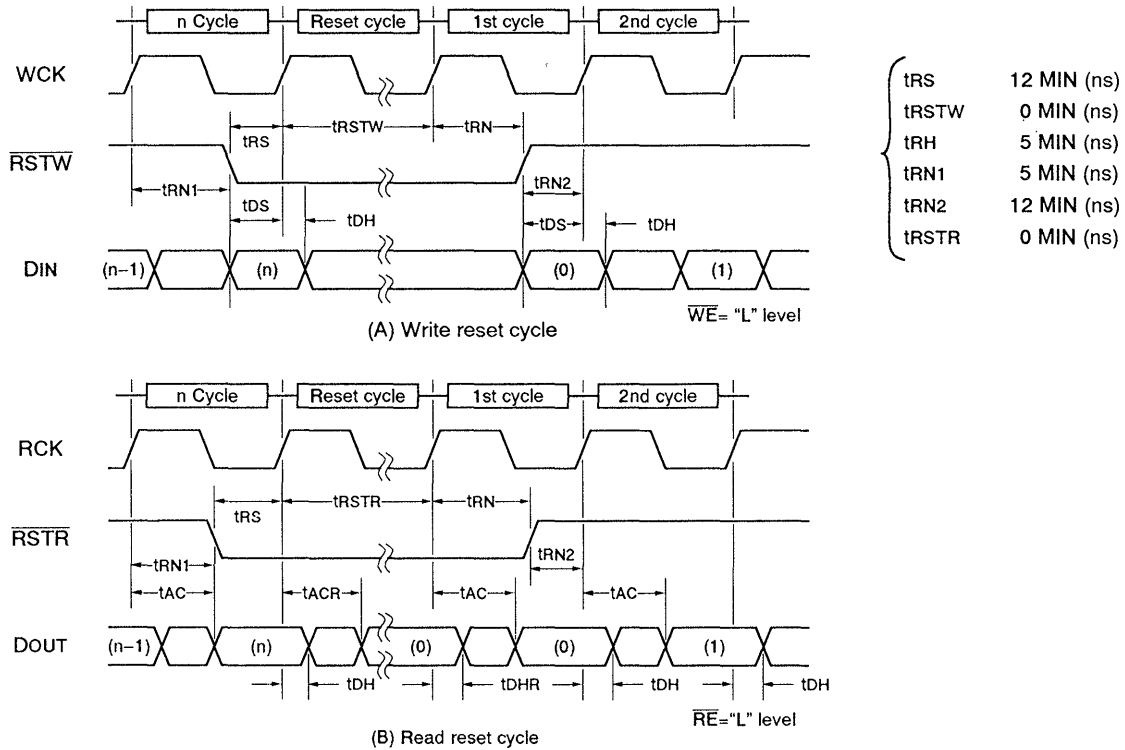 n Cycle Reset cycle 1st cycle 2nd cycle
WCK
tRS tRSTW tRN
RSTW
tRN1 tRN2
tDS tDH tDS tDH
DIN (n−1) (n) (0) (1)
WE= "L" level
(A) Write reset cycle
tRS 12 MIN (ns)
tRSTW 0 MIN (ns)
tRH 5 MIN (ns)
tRN1 5 MIN (ns)
tRN2 12 MIN (ns)
tRSTR 0 MIN (ns)
n Cycle Reset cycle 1st cycle 2nd cycle
RCK
tRS tRSTR tRN
RSTR
tRN1 tRN2
tAC tACR tAC tAC
DOUT (n−1) (n) (0) (0) (1)
tDH tDHR tDH tDH
RE="L" level
(B) Read reset cycle